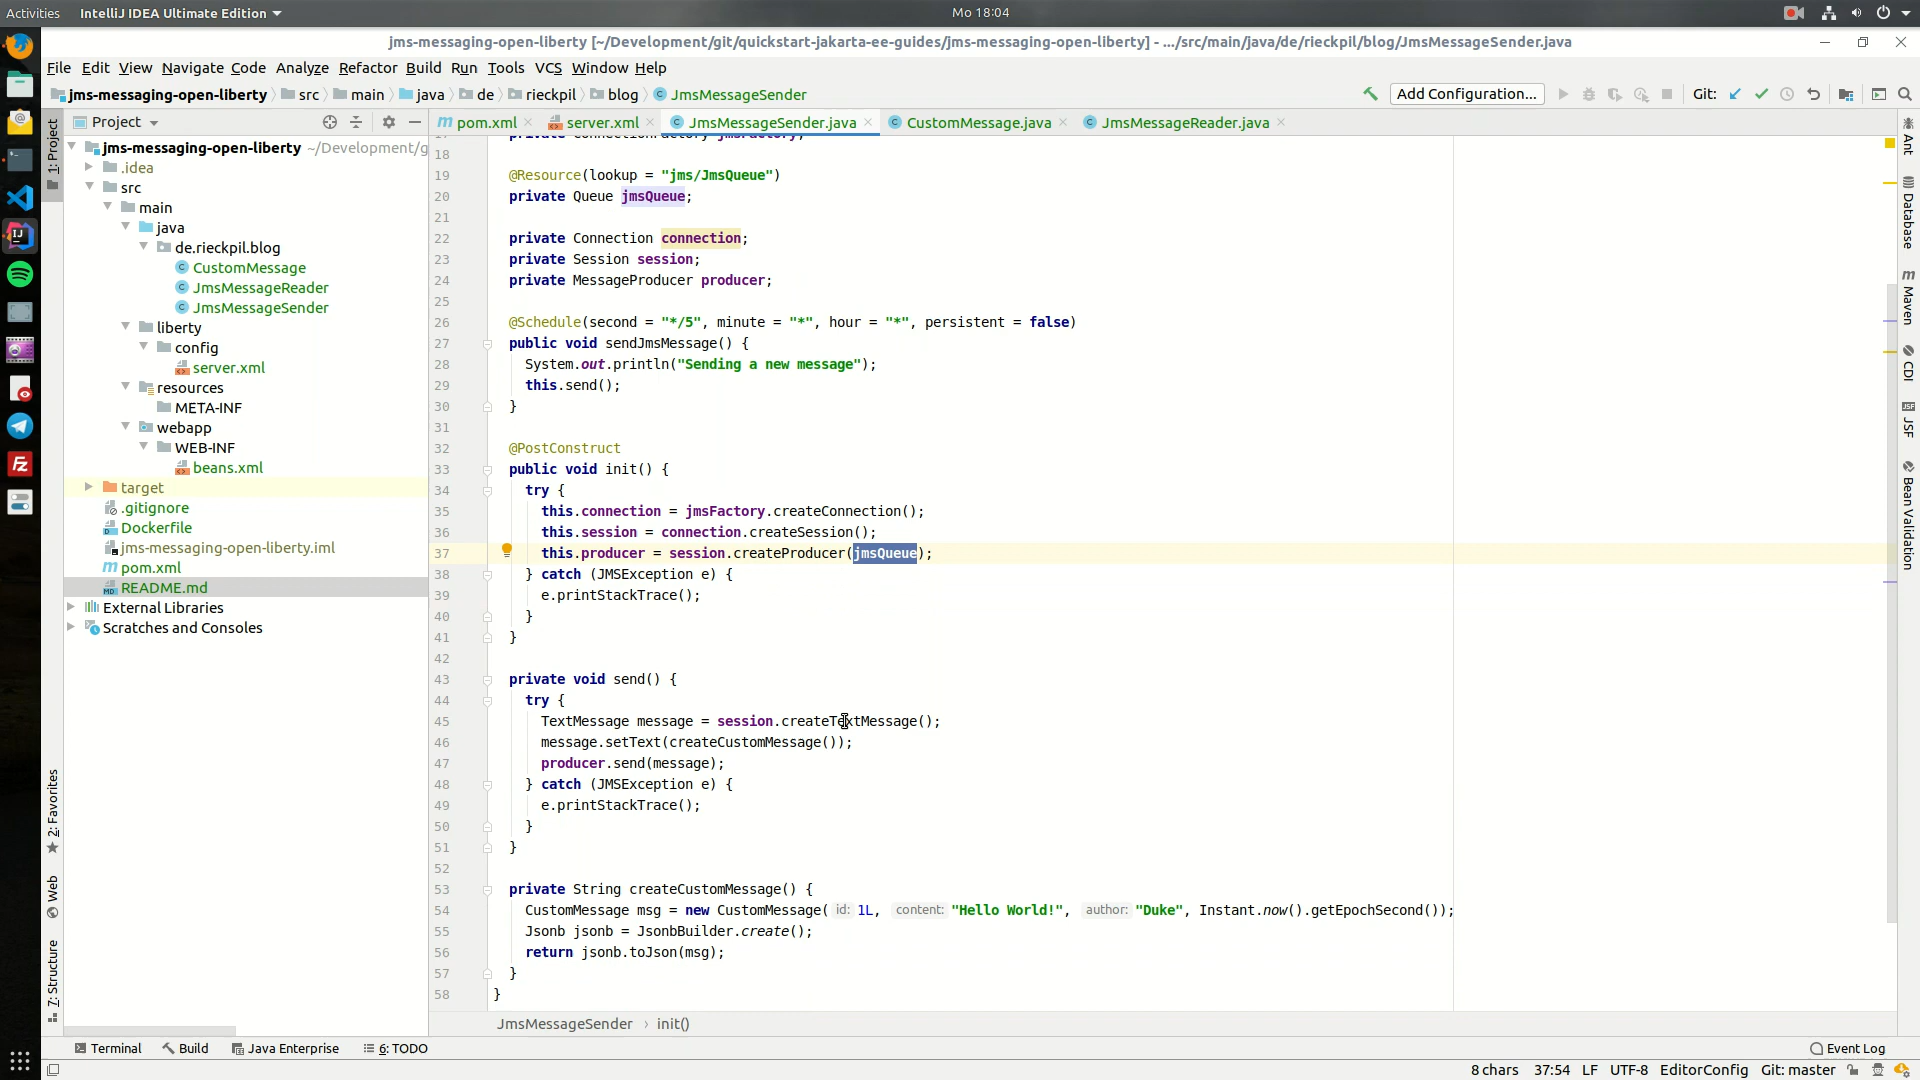 Activities IntelliJ IDEA Ultimate Edition Mo 18:04
jms-messaging-open-liberty [~/Development/git/quickstart-jakarta-ee-guides/jms-messaging-open-liberty] - .../src/main/java/de/rieckpil/blog/JmsMessageSender.java
File Edit View Navigate Code Analyze Refactor Build Run Tools VCS Window Help
jms-messaging-open-liberty src main java de rieckpil blog JmsMessageSender Add Configuration... Git:
Project
pom.xml server.xml JmsMessageSender.java CustomMessage.java JmsMessageReader.java
jms-messaging-open-liberty ~/Development/g
.idea
src
main
java
de.rieckpil.blog
CustomMessage
JmsMessageReader
JmsMessageSender
liberty
config
server.xml
resources
META-INF
webapp
WEB-INF
beans.xml
target
.gitignore
Dockerfile
jms-messaging-open-liberty.iml
pom.xml
README.md
External Libraries
Scratches and Consoles
1: Project
2: Favorites
Web
7: Structure
18
19 @Resource(lookup = "jms/JmsQueue")
20 private Queue jmsQueue;
21
22 private Connection connection;
23 private Session session;
24 private MessageProducer producer;
25
26 @Schedule(second = "*/5", minute = "*", hour = "*", persistent = false)
27 public void sendJmsMessage() {
28 System.out.println("Sending a new message");
29 this.send();
30 }
31
32 @PostConstruct
33 public void init() {
34 try {
35 this.connection = jmsFactory.createConnection();
36 this.session = connection.createSession();
37 this.producer = session.createProducer(jmsQueue);
38 } catch (JMSException e) {
39 e.printStackTrace();
40 }
41 }
42
43 private void send() {
44 try {
45 TextMessage message = session.createTextMessage();
46 message.setText(createCustomMessage());
47 producer.send(message);
48 } catch (JMSException e) {
49 e.printStackTrace();
50 }
51 }
52
53 private String createCustomMessage() {
54 CustomMessage msg = new CustomMessage( id: 1L, content: "Hello World!", author: "Duke", Instant.now().getEpochSecond());
55 Jsonb jsonb = JsonbBuilder.create();
56 return jsonb.toJson(msg);
57 }
58 }
JmsMessageSender › init()
Ant
Database
Maven
CDI
JSF
Bean Validation
Terminal Build Java Enterprise 6: TODO Event Log
8 chars 37:54 LF UTF-8 EditorConfig Git: master